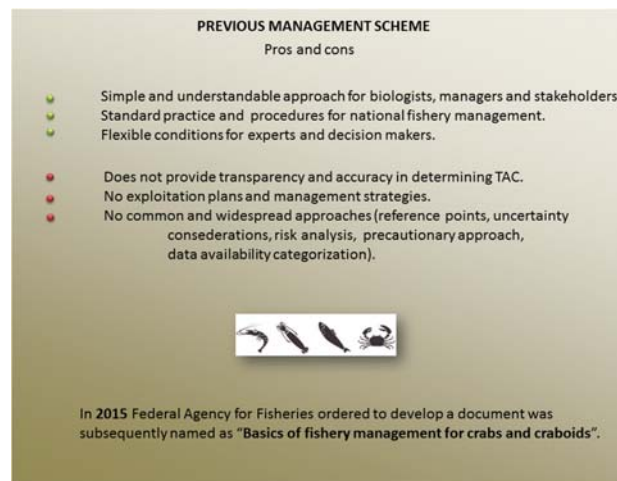 PREVIOUS MANAGEMENT SCHEME
Pros and cons
Simple and understandable approach for biologists, managers and stakeholders
Standard practice and procedures for national fishery management.
Flexible conditions for experts and decision makers.
Does not provide transparency and accuracy in determining TAC.
No exploitation plans and management strategies.
No common and widespread approaches (reference points, uncertainty
consederations, risk analysis, precautionary approach,
data availability categorization).
In 2015 Federal Agency for Fisheries ordered to develop a document was
subsequently named as “Basics of fishery management for crabs and craboids”.